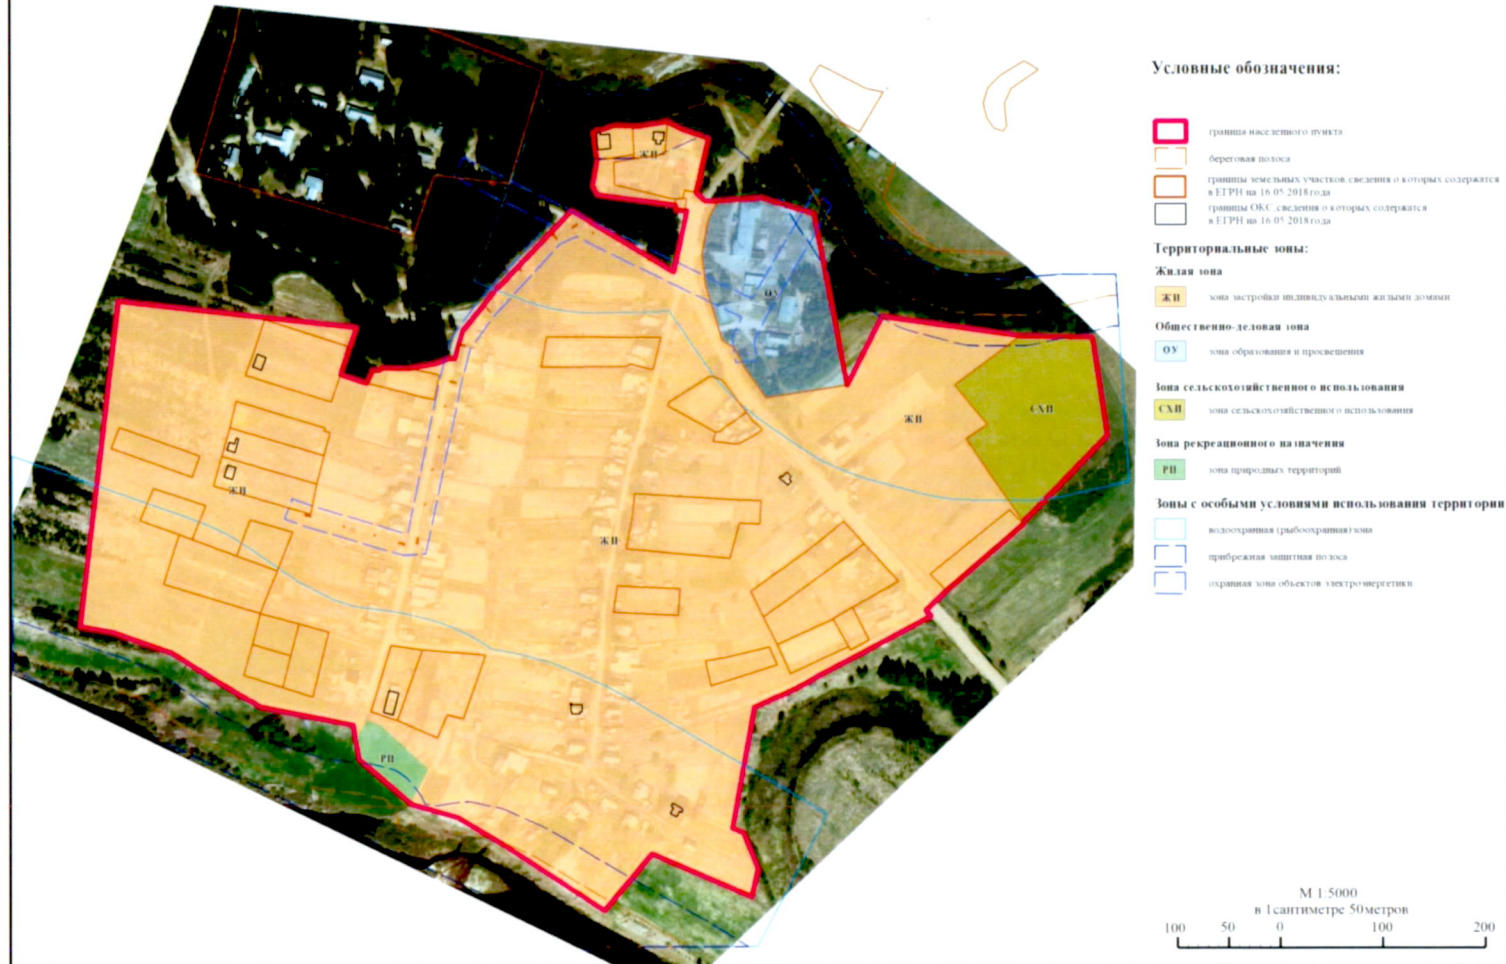 Условные обозначения:
граница населенного пункта
береговая полоса
границы земельных участков, сведения о которых содержатся
в ЕГРН на 16.05.2018 года
границы ОКС, сведения о которых содержатся
в ЕГРН на 16.05.2018 года
Территориальные зоны:
Жилая зона
ЖИ
зона застройки индивидуальными жилыми домами
Общественно-деловая зона
ОУ
зона образования и просвещения
Зона сельскохозяйственного использования
СХИ
зона сельскохозяйственного использования
Зона рекреационного назначения
РП
зона природных территорий
Зоны с особыми условиями использования территории
водоохранная (рыбоохранная) зона
прибрежная защитная полоса
охранная зона объектов электроэнергетики
ЖИ
ОУ
ЖИ
СХИ
ЖИ
ЖИ
РП
М 1:5000
в 1 сантиметре 50 метров
100 50 0 100 200